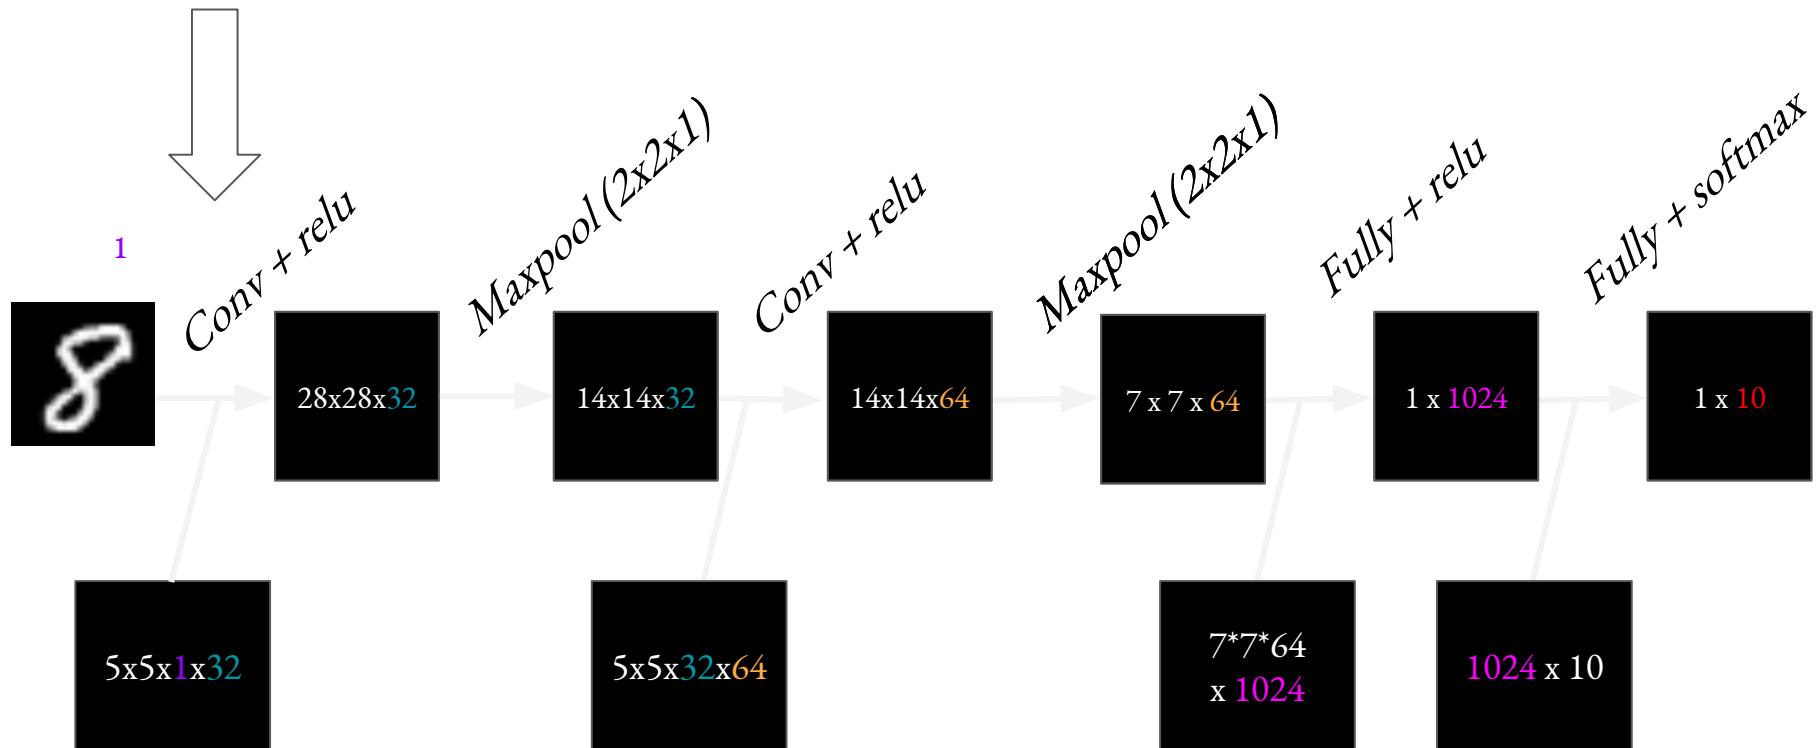 1
Conv + relu
Maxpool (2x2x1)
Conv + relu
Maxpool (2x2x1)
Fully + relu
Fully + softmax
8
28x28x32
14x14x32
14x14x64
7 x 7 x 64
1 x 1024
1 x 10
5x5x1x32
5x5x32x64
7*7*64
x 1024
1024 x 10